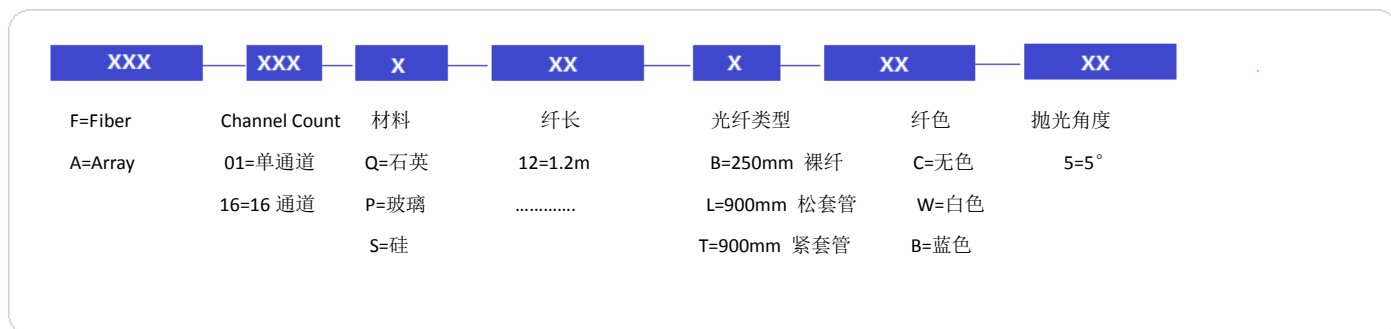 XXX XXX X XX X XX XX
F=Fiber Channel Count 材料 纤长 光纤类型 纤色 抛光角度
A=Array 01=单通道 Q=石英 12=1.2m B=250mm 裸纤 C=无色 5=5°
16=16 通道 P=玻璃 …………. L=900mm 松套管 W=白色
S=硅 T=900mm 紧套管 B=蓝色